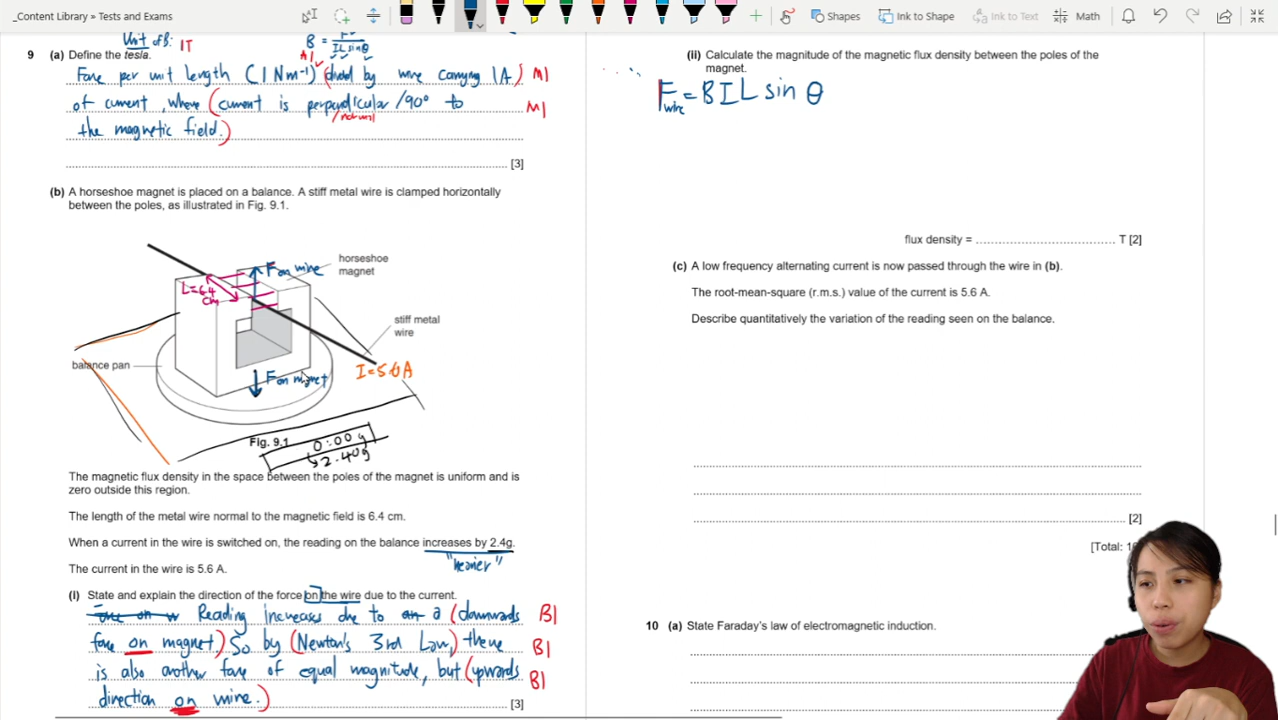 _Content Library » Tests and Exams
Shapes
Ink to Shape
Ink to Text
Math
Unit of B: 1T
B = 
IL sinθ
A1
9 (a) Define the tesla.
Force per unit length (1 Nm⁻¹) (divided by wire carrying 1A) M1
of current, where (current is perpendicular /90° to M1
/normal
the magnetic field.)
[3]
(b) A horseshoe magnet is placed on a balance. A stiff metal wire is clamped horizontally
between the poles, as illustrated in Fig. 9.1.
horseshoe
magnet
F on wire
L=6.4
cm
stiff metal
wire
balance pan
I=5.6A
F on magnet
Fig. 9.1
0.00 g
2.40g
The magnetic flux density in the space between the poles of the magnet is uniform and is
zero outside this region.
The length of the metal wire normal to the magnetic field is 6.4 cm.
When a current in the wire is switched on, the reading on the balance increases by 2.4g.
"heavier"
The current in the wire is 5.6 A.
(i) State and explain the direction of the force on the wire due to the current.
Reading increases due to a (downwards B1
force on magnet) So by (Newton's 3rd Law) there B1
is also another force of equal magnitude, but (upwards B1
direction on wire.)
[3]
(ii) Calculate the magnitude of the magnetic flux density between the poles of the
magnet.
F wire = BIL sin θ
flux density = ........................................ T [2]
(c) A low frequency alternating current is now passed through the wire in (b).
The root-mean-square (r.m.s.) value of the current is 5.6 A.
Describe quantitatively the variation of the reading seen on the balance.
[2]
[Total:
10 (a) State Faraday's law of electromagnetic induction.